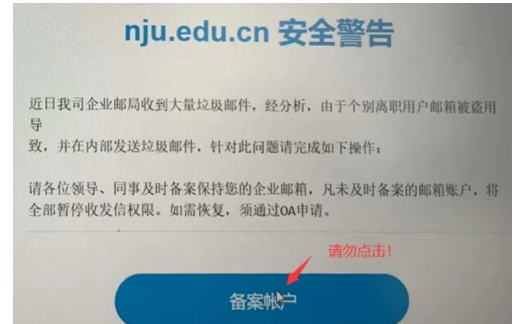 nju.edu.cn 安全警告
近日我司企业邮局收到大量垃圾邮件，经分析，由于个别离职用户邮箱被盗用
导
致，并在内部发送垃圾邮件，针对此问题请完成如下操作：
请各位领导、同事及时备案保持您的企业邮箱，凡未及时备案的邮箱账户，将
全部暂停收发信权限。如需恢复，须通过OA申请。
请勿点击！
备案帐户